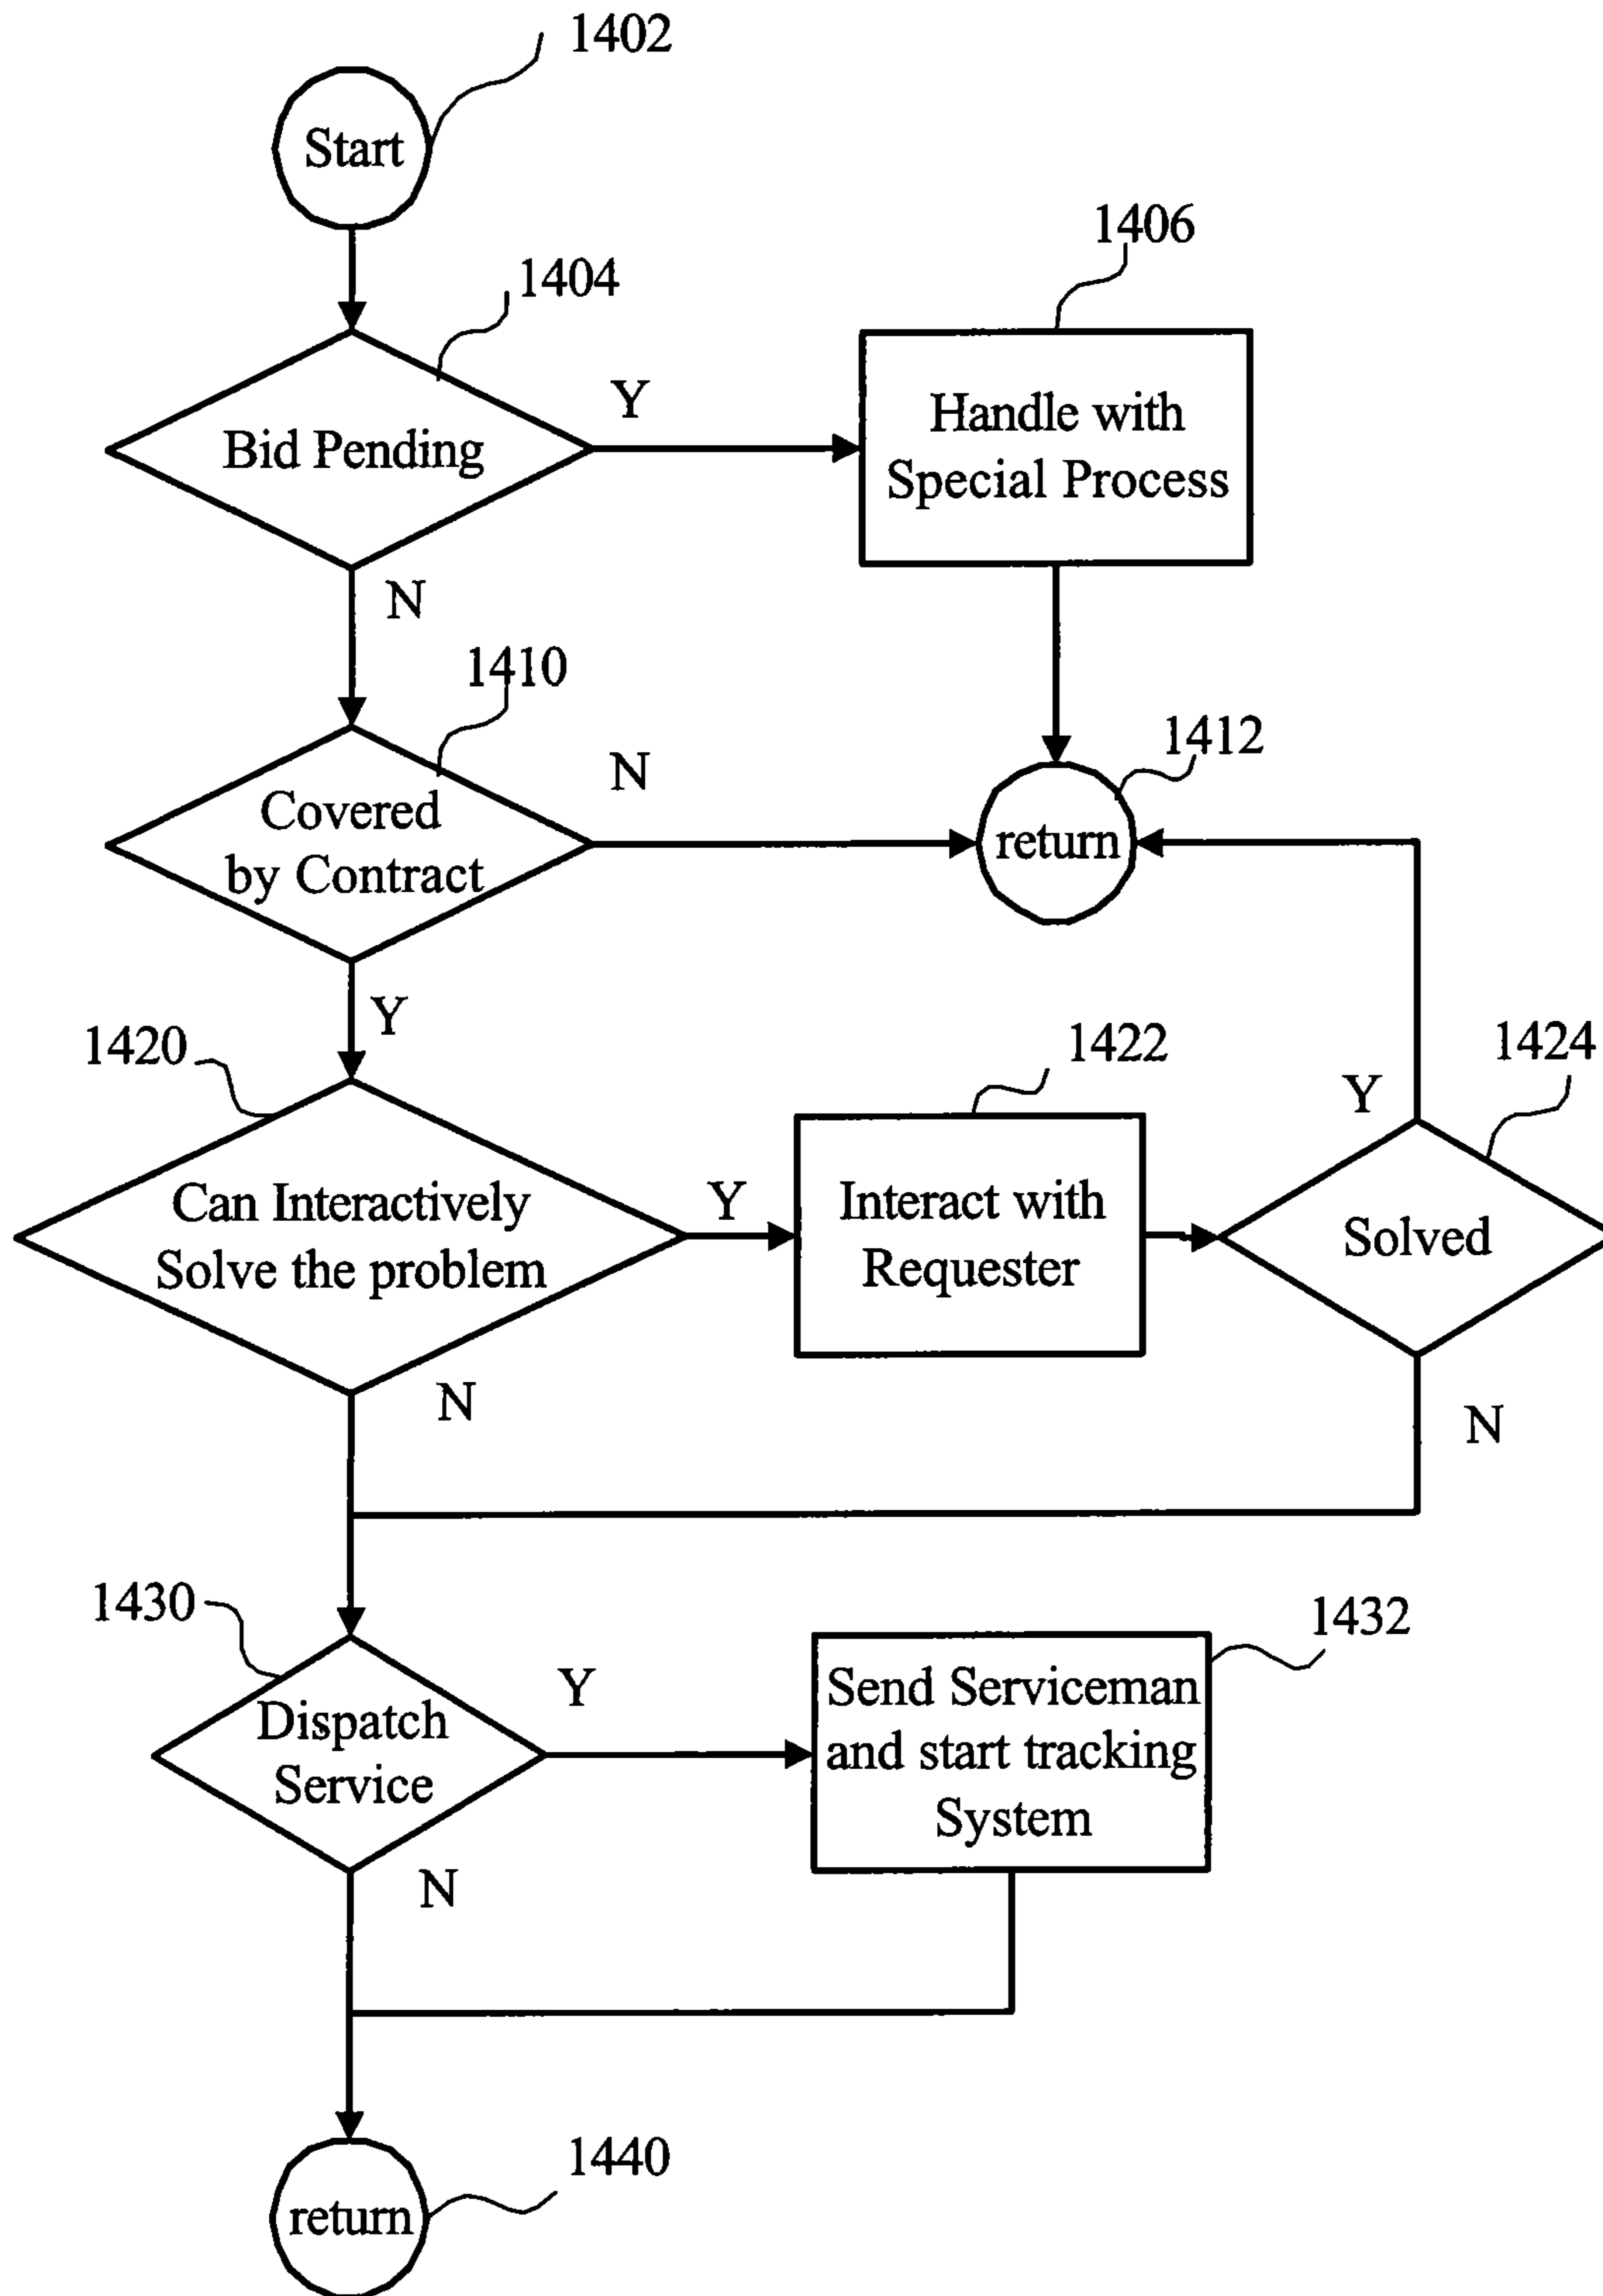 1402
Start
1406
1404
Y
Handle with
Special Process
Bid Pending
N
1410
1412
N
Covered
by Contract
return
Y
1420
1422
1424
Y
Can Interactively
Solve the problem
Y
Interact with
Requester
Solved
N
N
1430
1432
Y
Send Serviceman
and start tracking
System
Dispatch
Service
N
1440
return